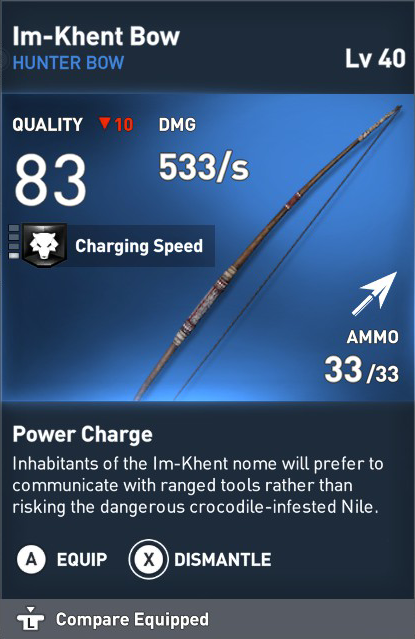 Im-Khent Bow
HUNTER BOW
Lv 40
QUALITY ▼10 DMG
83 533/s
Charging Speed
AMMO
33/33
Power Charge
Inhabitants of the Im-Khent nome will prefer to
communicate with ranged tools rather than
risking the dangerous crocodile-infested Nile.
A EQUIP X DISMANTLE
L Compare Equipped